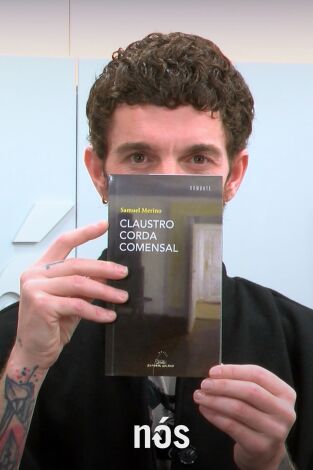 Samuel Merino
CLAUSTRO
CORDA
COMENSAL
nós